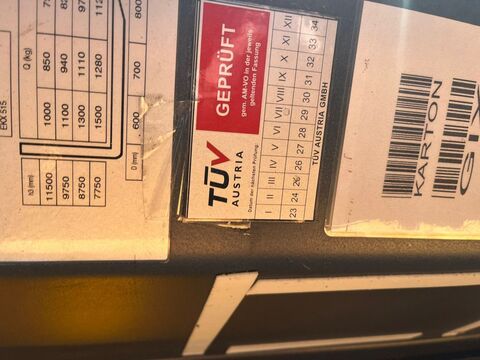 EKX 515
h3 (mm) Q (kg)
11500 1000 850
9750 1100 940
8750 1300 1110
7750 1500 1280
D (mm) 600 700 800
TÜV
AUSTRIA
GEPRÜFT
gem. AM-VO in der jeweils
geltenden Fassung
Datum der nächsten Prüfung:
I II III IV V VI VII VIII IX X XI XII
23 24 25 26 27 28 29 30 31 32 33 34
TÜV AUSTRIA GMBH
KARTON